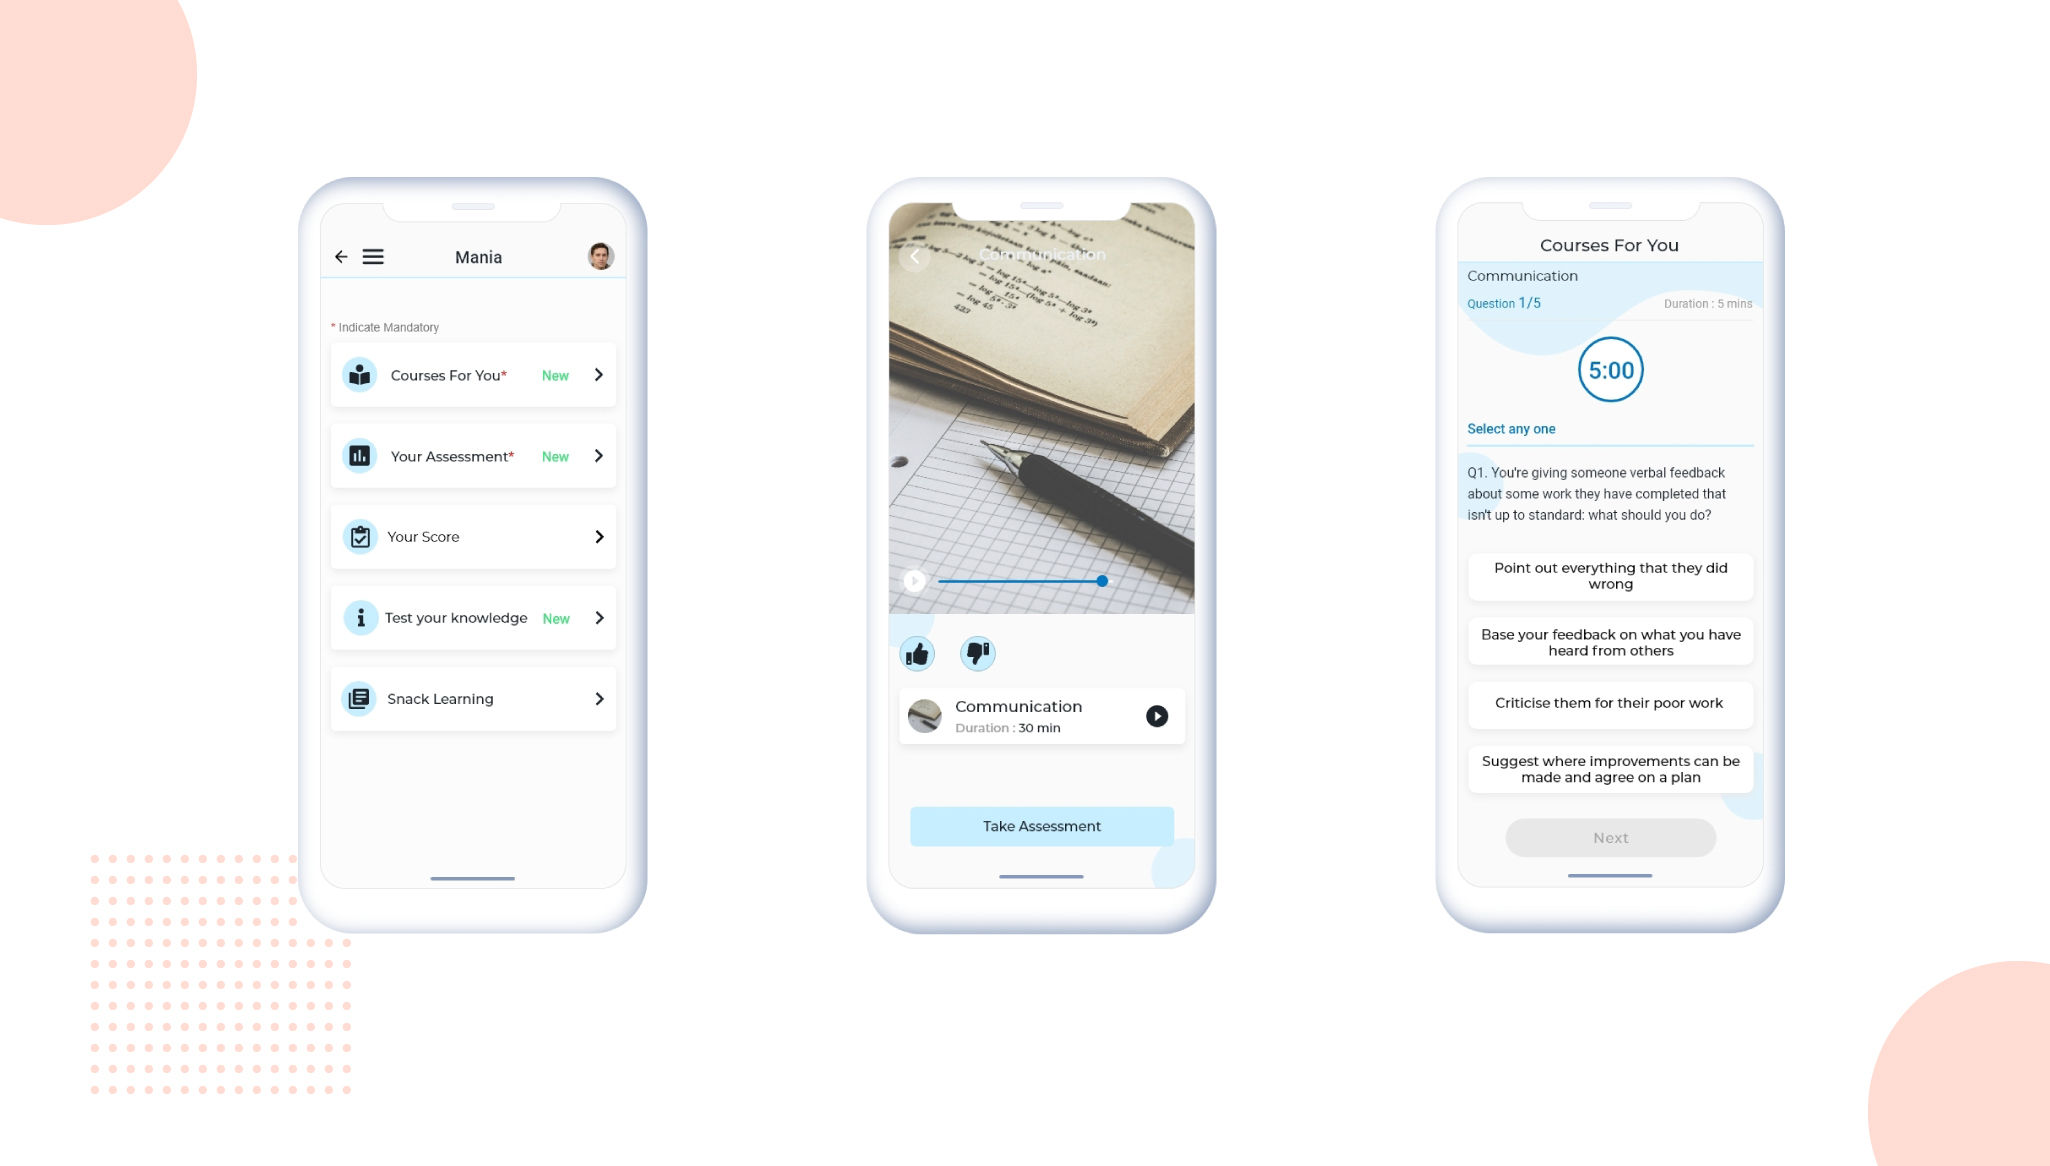 Mania
* Indicate Mandatory
Courses For You*
New
Your Assessment*
New
Your Score
Test your knowledge
New
Snack Learning
Communication
423
Communication
Duration : 30 min
Take Assessment
Courses For You
Communication
Question 1/5
Duration : 5 mins
5:00
Select any one
Q1. You're giving someone verbal feedback
about some work they have completed that
isn't up to standard: what should you do?
Point out everything that they did
wrong
Base your feedback on what you have
heard from others
Criticise them for their poor work
Suggest where improvements can be
made and agree on a plan
Next